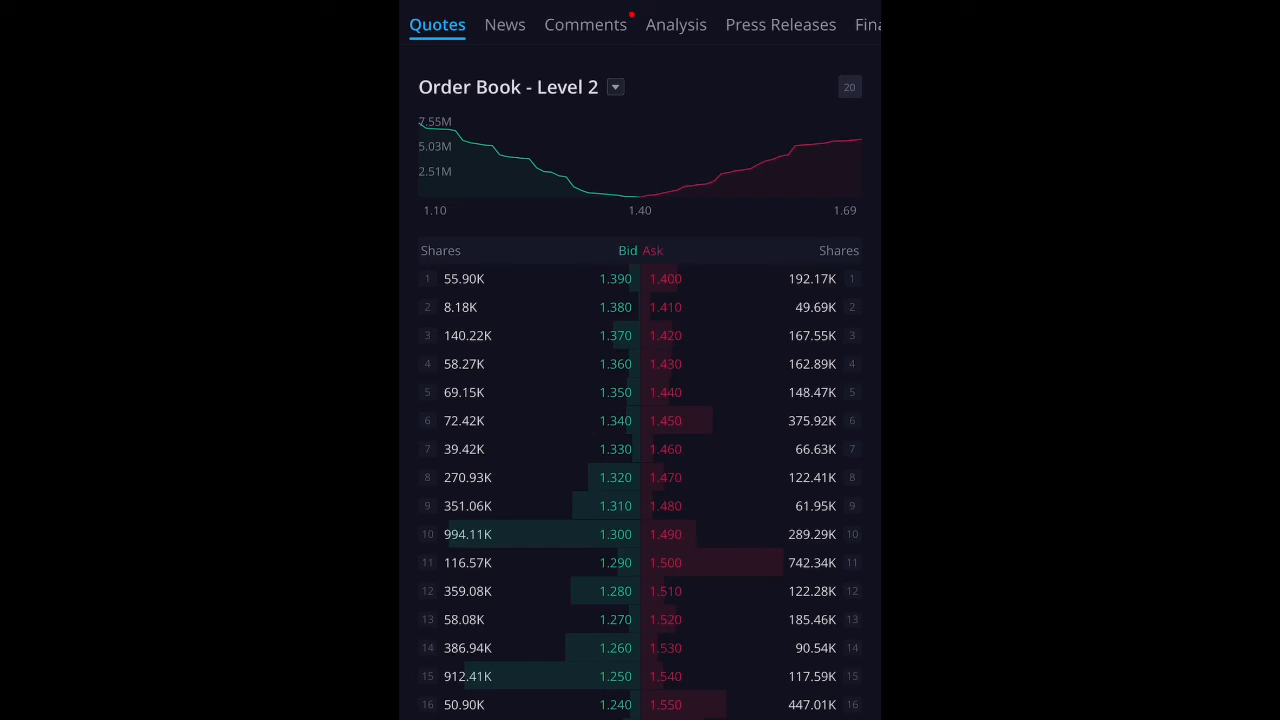 Quotes News Comments Analysis Press Releases Fina
Order Book - Level 2 20
7.55M
5.03M
2.51M
1.10 1.40 1.69
Shares Bid Ask Shares
1 55.90K 1.390 1.400 192.17K 1
2 8.18K 1.380 1.410 49.69K 2
3 140.22K 1.370 1.420 167.55K 3
4 58.27K 1.360 1.430 162.89K 4
5 69.15K 1.350 1.440 148.47K 5
6 72.42K 1.340 1.450 375.92K 6
7 39.42K 1.330 1.460 66.63K 7
8 270.93K 1.320 1.470 122.41K 8
9 351.06K 1.310 1.480 61.95K 9
10 994.11K 1.300 1.490 289.29K 10
11 116.57K 1.290 1.500 742.34K 11
12 359.08K 1.280 1.510 122.28K 12
13 58.08K 1.270 1.520 185.46K 13
14 386.94K 1.260 1.530 90.54K 14
15 912.41K 1.250 1.540 117.59K 15
16 50.90K 1.240 1.550 447.01K 16